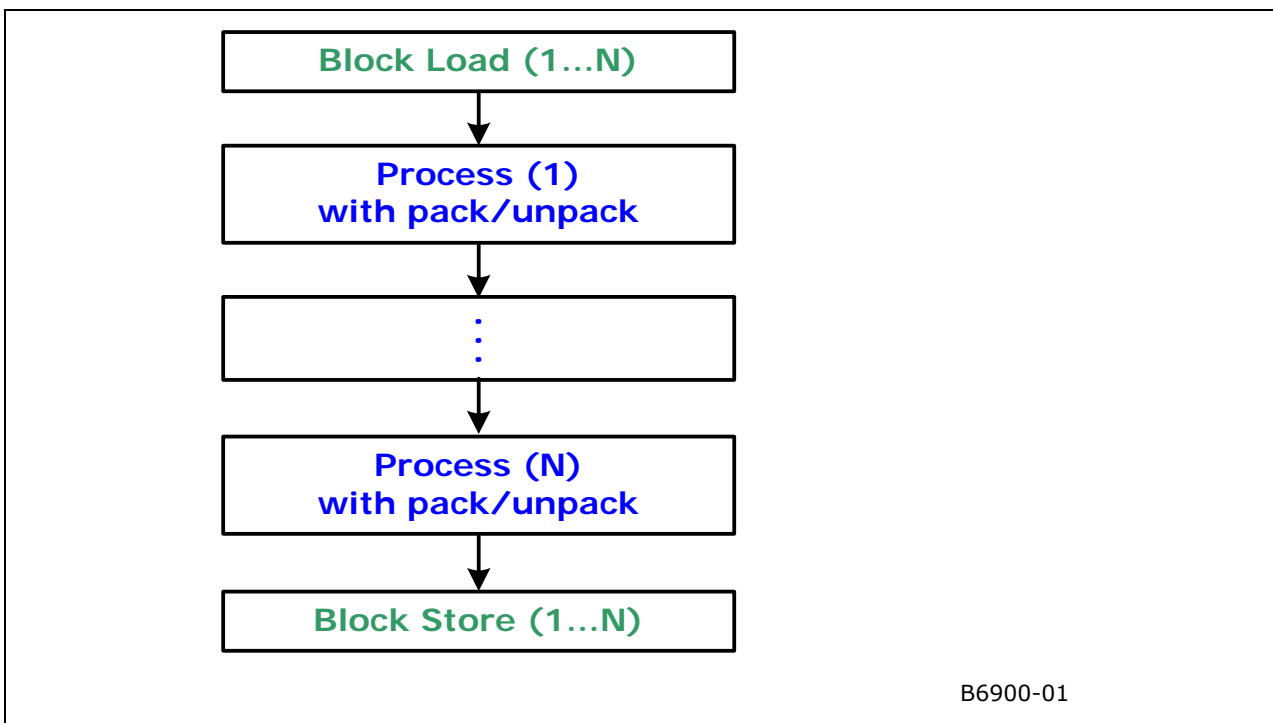 Block Load (1...N)
Process (1)
with pack/unpack
⋮
Process (N)
with pack/unpack
Block Store (1...N)
B6900-01